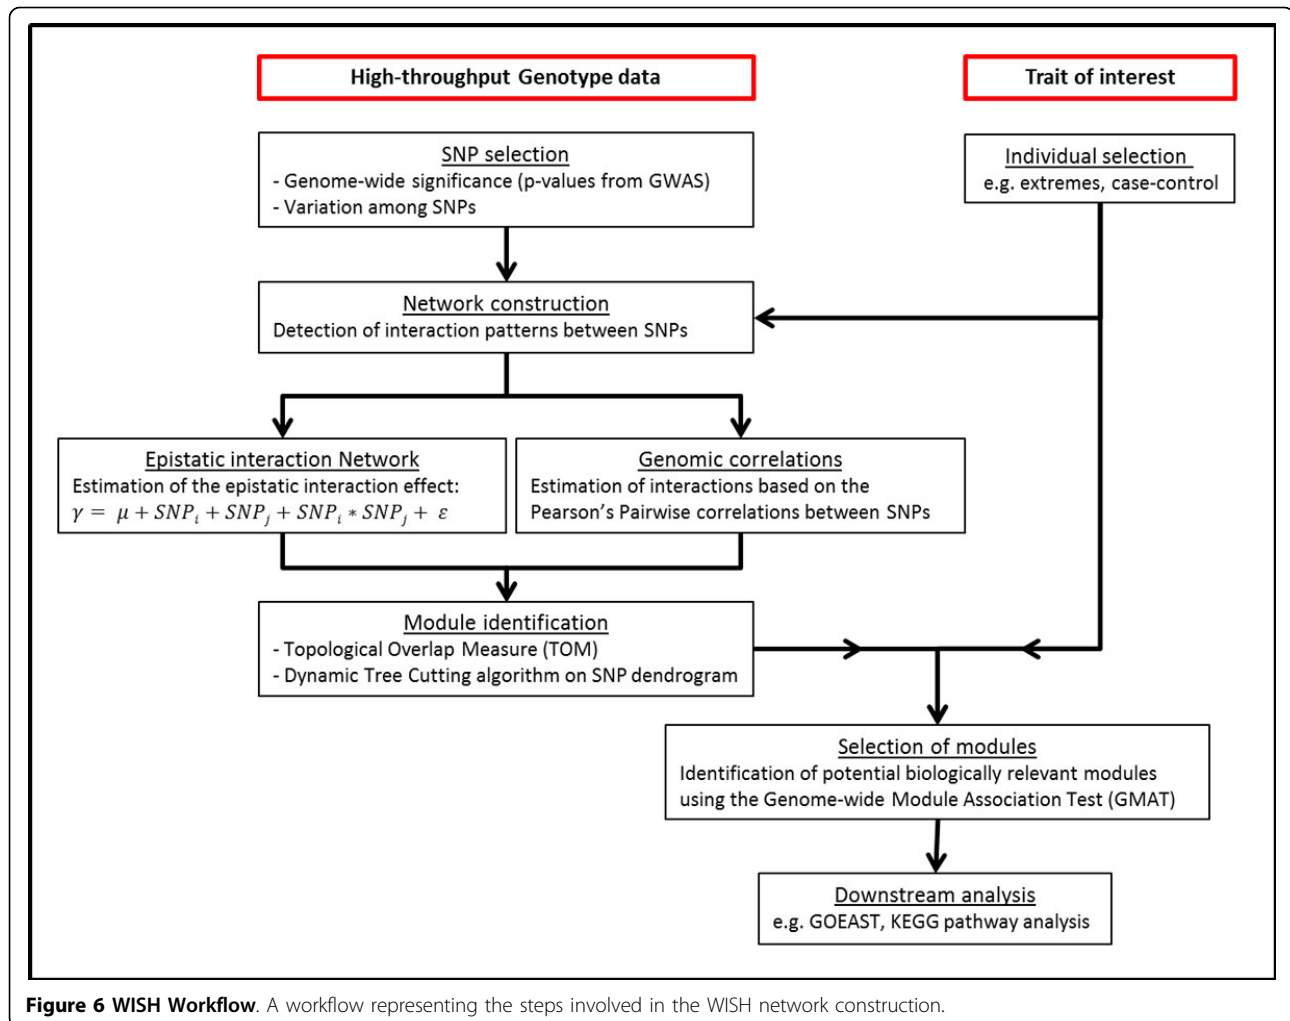 High-throughput Genotype data
Trait of interest
SNP selection
- Genome-wide significance (p-values from GWAS)
- Variation among SNPs
Individual selection
e.g. extremes, case-control
Network construction
Detection of interaction patterns between SNPs
Epistatic interaction Network
Estimation of the epistatic interaction effect:
γ = μ + SNP_i + SNP_j + SNP_i * SNP_j + ε
Genomic correlations
Estimation of interactions based on the
Pearson's Pairwise correlations between SNPs
Module identification
- Topological Overlap Measure (TOM)
- Dynamic Tree Cutting algorithm on SNP dendrogram
Selection of modules
Identification of potential biologically relevant modules
using the Genome-wide Module Association Test (GMAT)
Downstream analysis
e.g. GOEAST, KEGG pathway analysis
Figure 6 WISH Workflow. A workflow representing the steps involved in the WISH network construction.